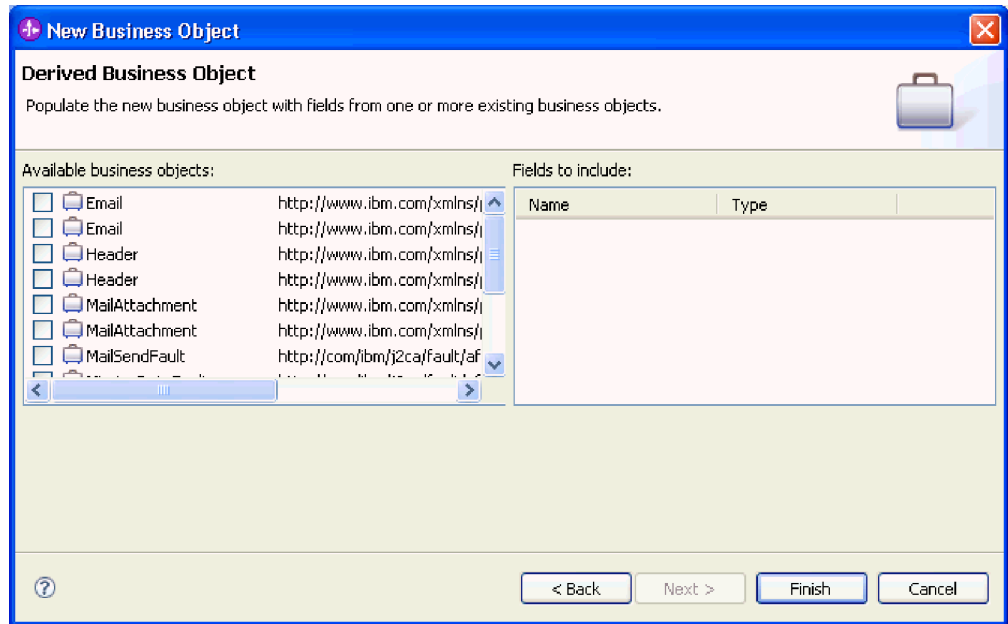 New Business Object
Derived Business Object
Populate the new business object with fields from one or more existing business objects.
Available business objects:
Email http://www.ibm.com/xmlns/p
Email http://www.ibm.com/xmlns/p
Header http://www.ibm.com/xmlns/p
Header http://www.ibm.com/xmlns/p
MailAttachment http://www.ibm.com/xmlns/p
MailAttachment http://www.ibm.com/xmlns/p
MailSendFault http://com/ibm/j2ca/fault/af
Fields to include:
Name Type
< Back Next > Finish Cancel